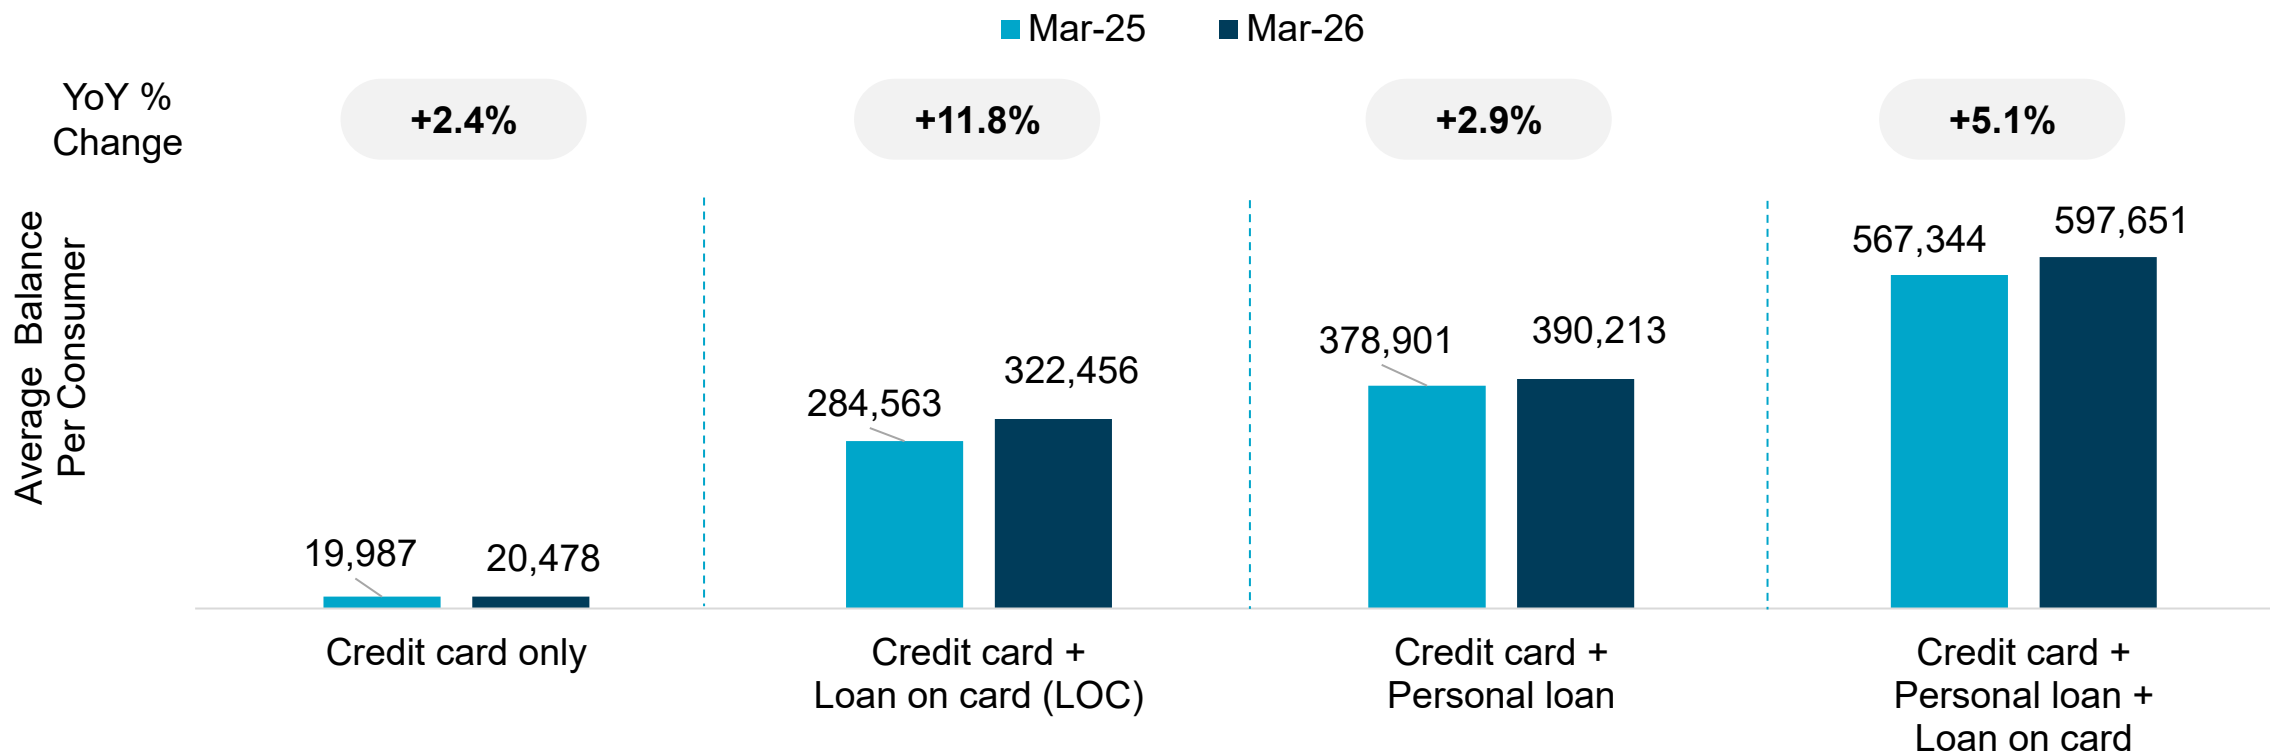 Mar-25 Mar-26
YoY %
Change
+2.4% +11.8% +2.9% +5.1%
Average Balance
Per Consumer
19,987 20,478
284,563 322,456
378,901 390,213
567,344 597,651
Credit card only
Credit card +
Loan on card (LOC)
Credit card +
Personal loan
Credit card +
Personal loan +
Loan on card